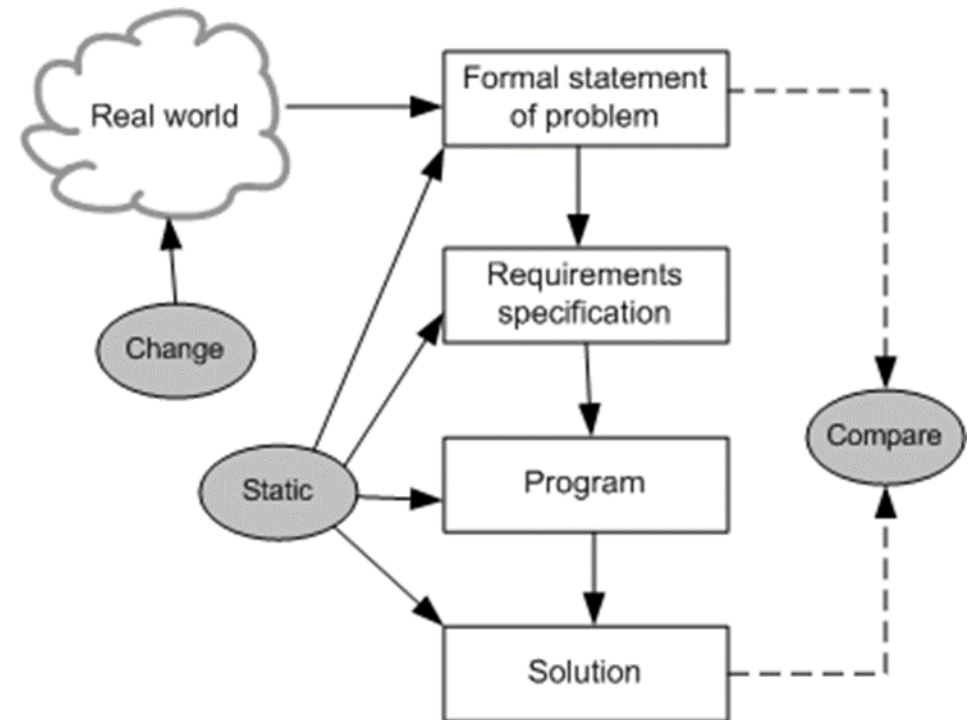 Formal statement
of problem
Real world
Requirements
specification
Change
Compare
Static
Program
Solution